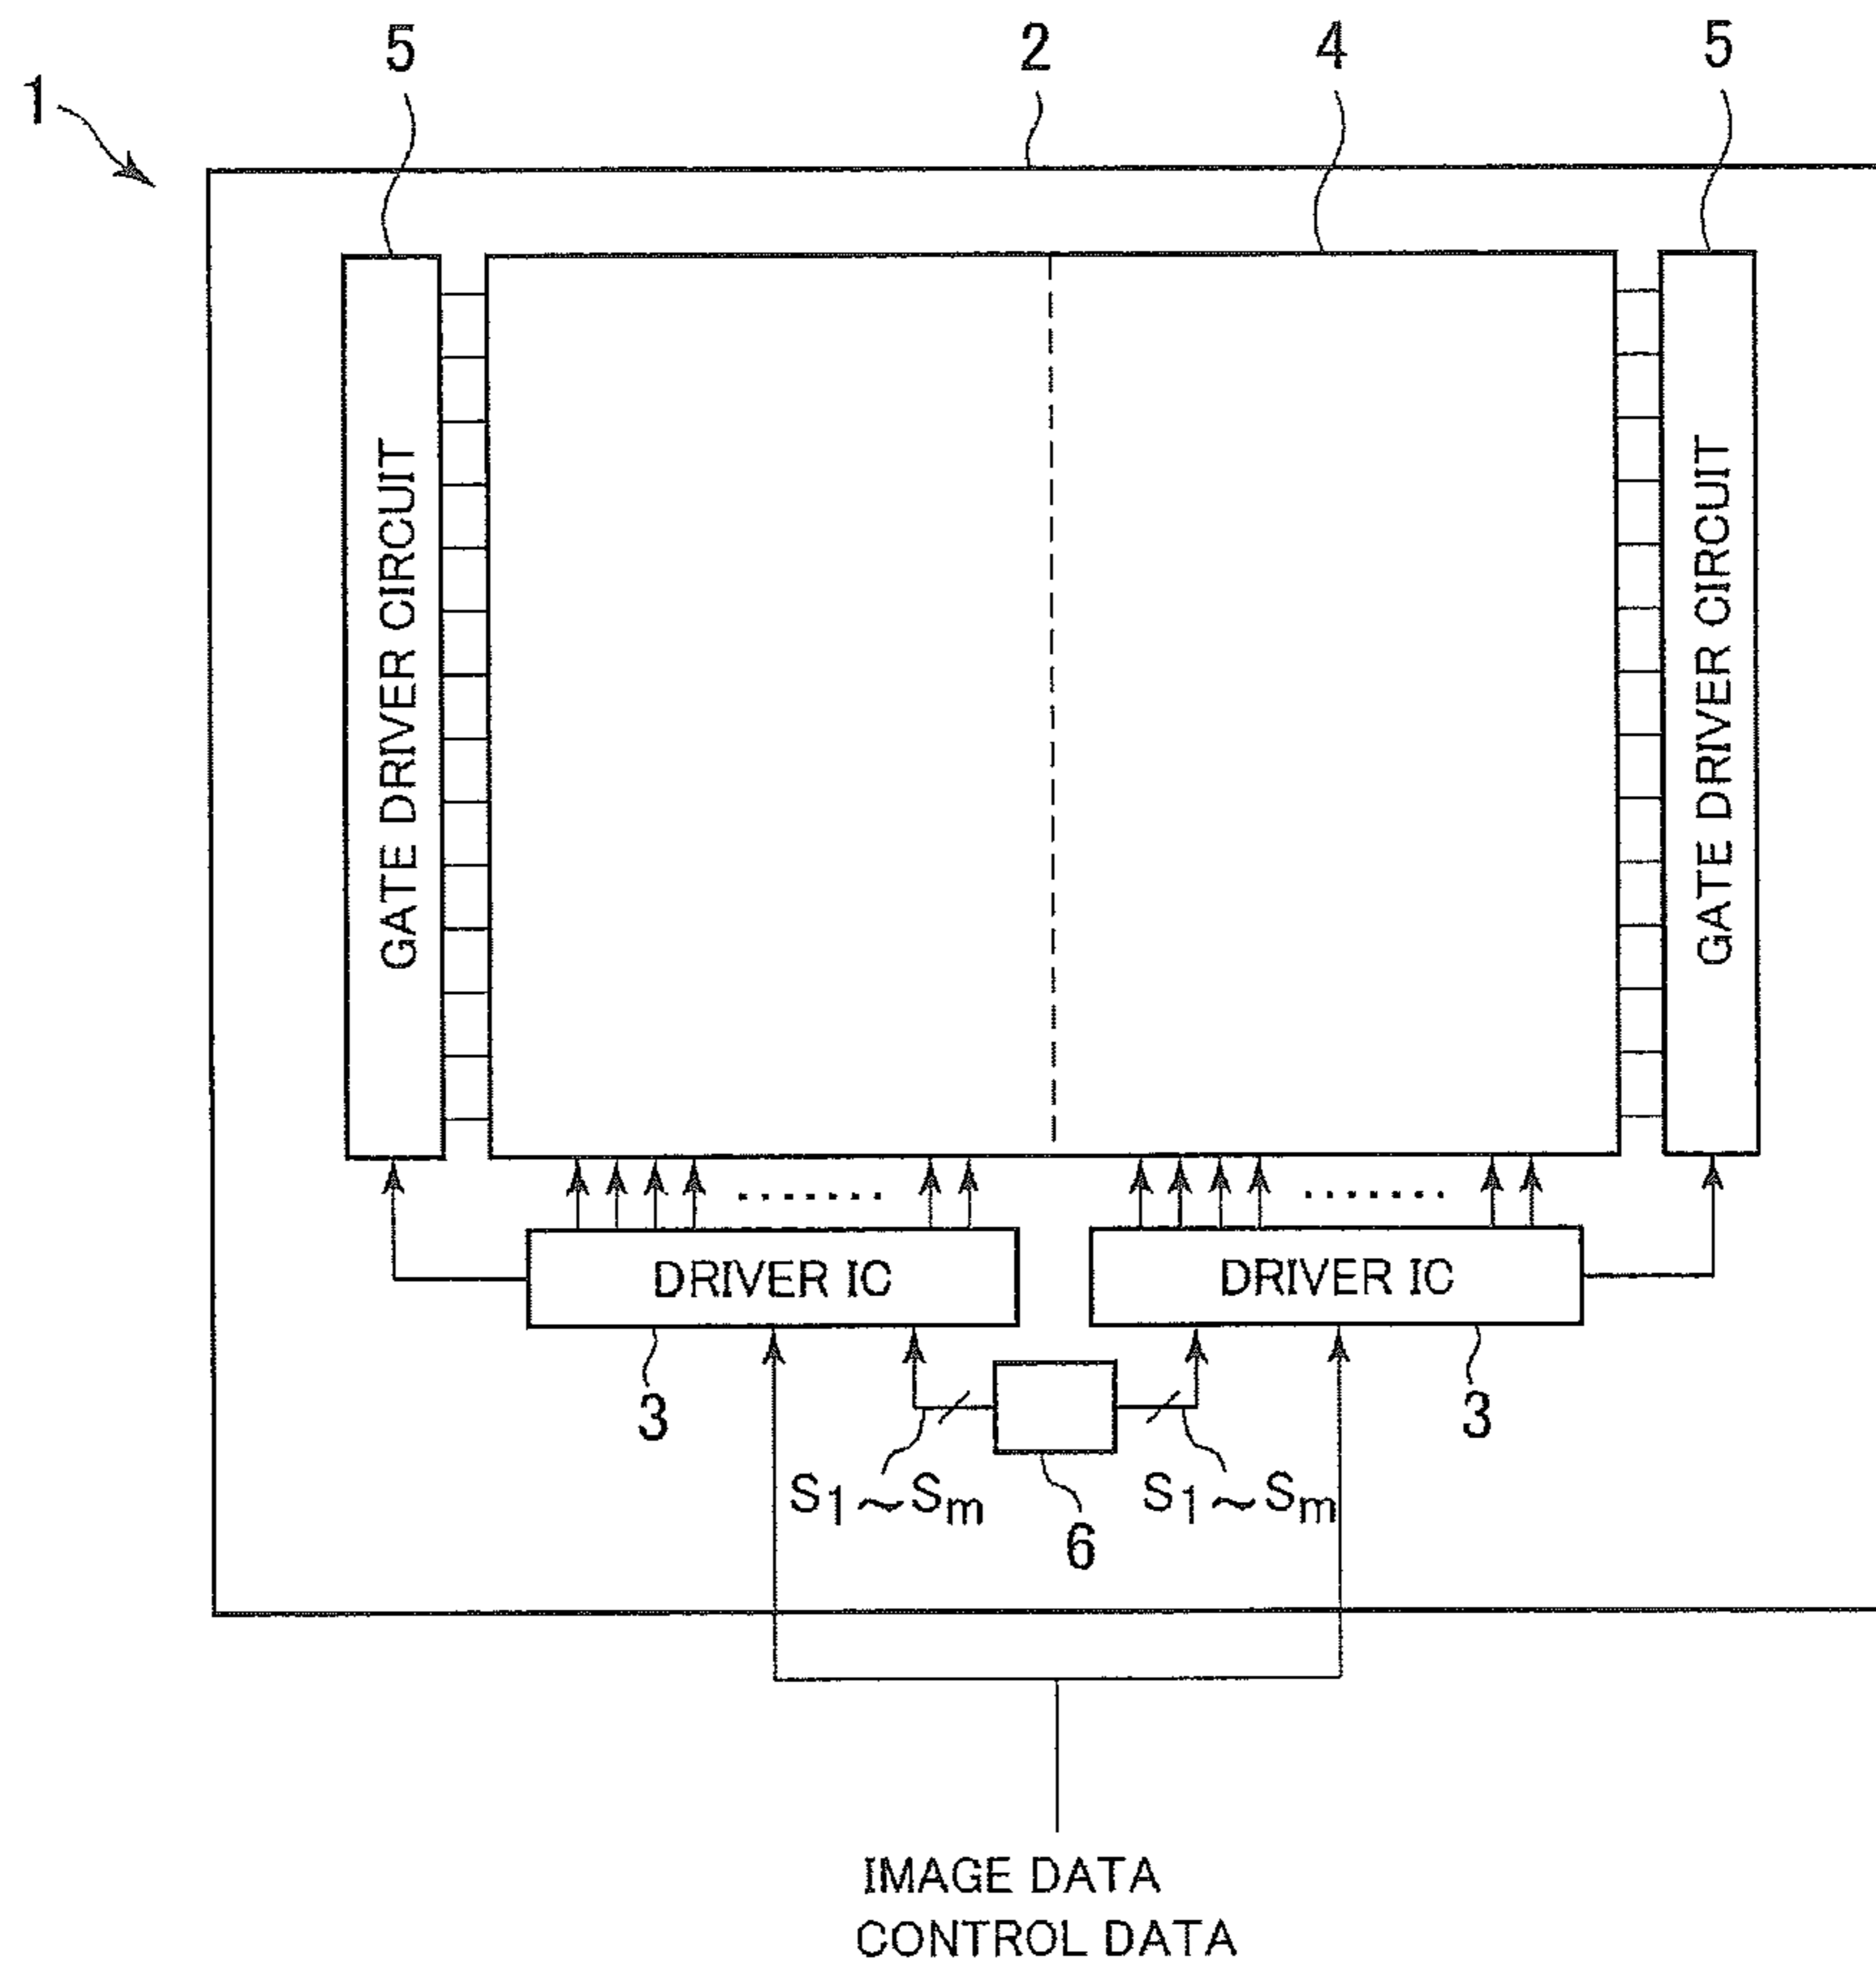 5
2
4
5
1
GATE DRIVER CIRCUIT
GATE DRIVER CIRCUIT
.......
.......
DRIVER IC
DRIVER IC
3
3
S1~Sm
S1~Sm
6
IMAGE DATA
CONTROL DATA